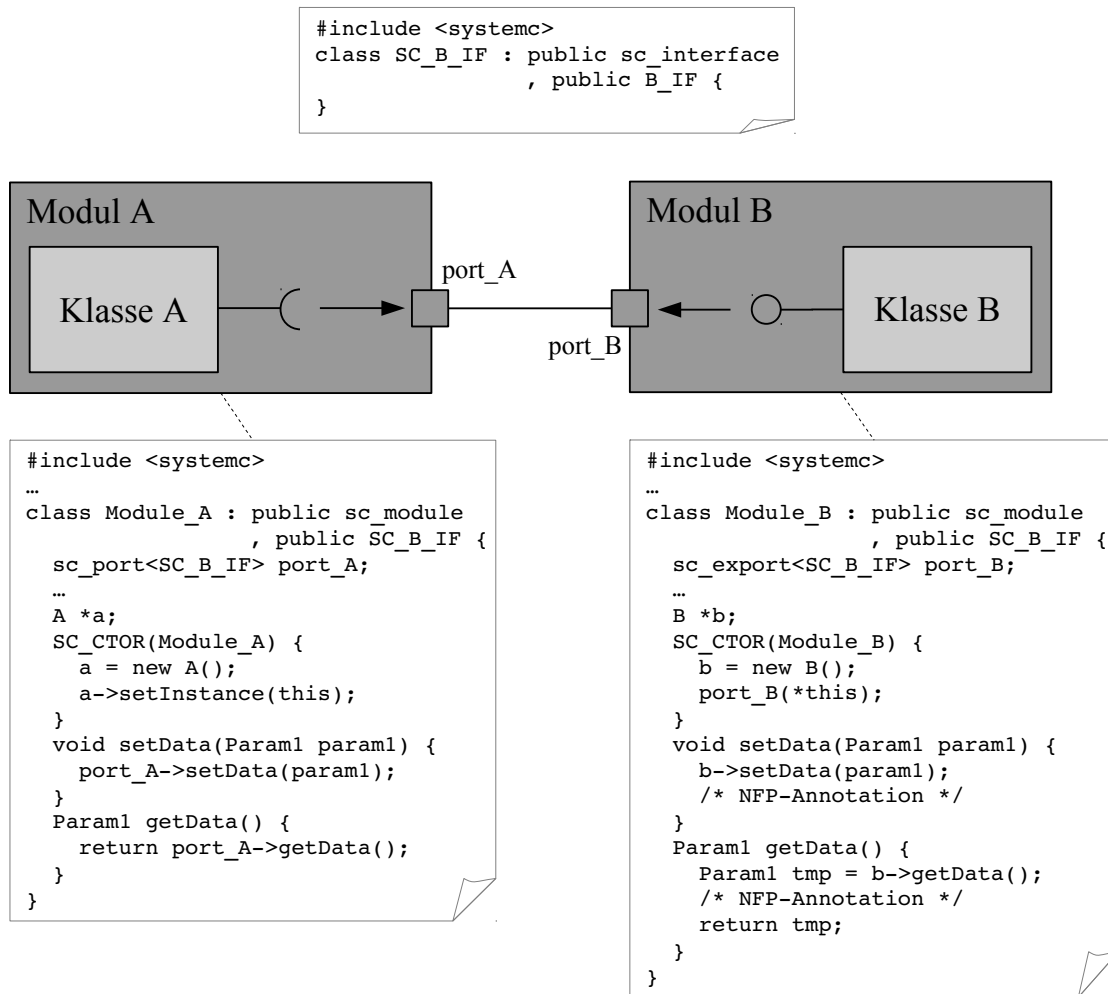 #include <systemc>
class SC_B_IF : public sc_interface
              , public B_IF {
}
Modul A
Klasse A
port_A
port_B
Modul B
Klasse B
#include <systemc>
…
class Module_A : public sc_module
               , public SC_B_IF {
  sc_port<SC_B_IF> port_A;
  …
  A *a;
  SC_CTOR(Module_A) {
    a = new A();
    a->setInstance(this);
  }
  void setData(Param1 param1) {
    port_A->setData(param1);
  }
  Param1 getData() {
    return port_A->getData();
  }
}
#include <systemc>
…
class Module_B : public sc_module
               , public SC_B_IF {
  sc_export<SC_B_IF> port_B;
  …
  B *b;
  SC_CTOR(Module_B) {
    b = new B();
    port_B(*this);
  }
  void setData(Param1 param1) {
    b->setData(param1);
    /* NFP-Annotation */
  }
  Param1 getData() {
    Param1 tmp = b->getData();
    /* NFP-Annotation */
    return tmp;
  }
}